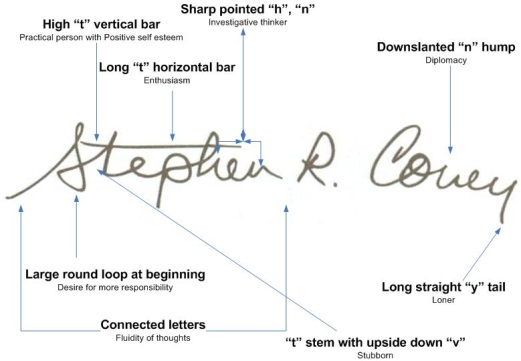 Sharp pointed “h”, “n”
Investigative thinker
High “t” vertical bar
Practical person with Positive self esteem
Downslanted “n” hump
Diplomacy
Long “t” horizontal bar
Enthusiasm
Stephen R. Covey
Large round loop at beginning
Desire for more responsibility
Long straight “y” tail
Loner
Connected letters
Fluidity of thoughts
“t” stem with upside down “v”
Stubborn